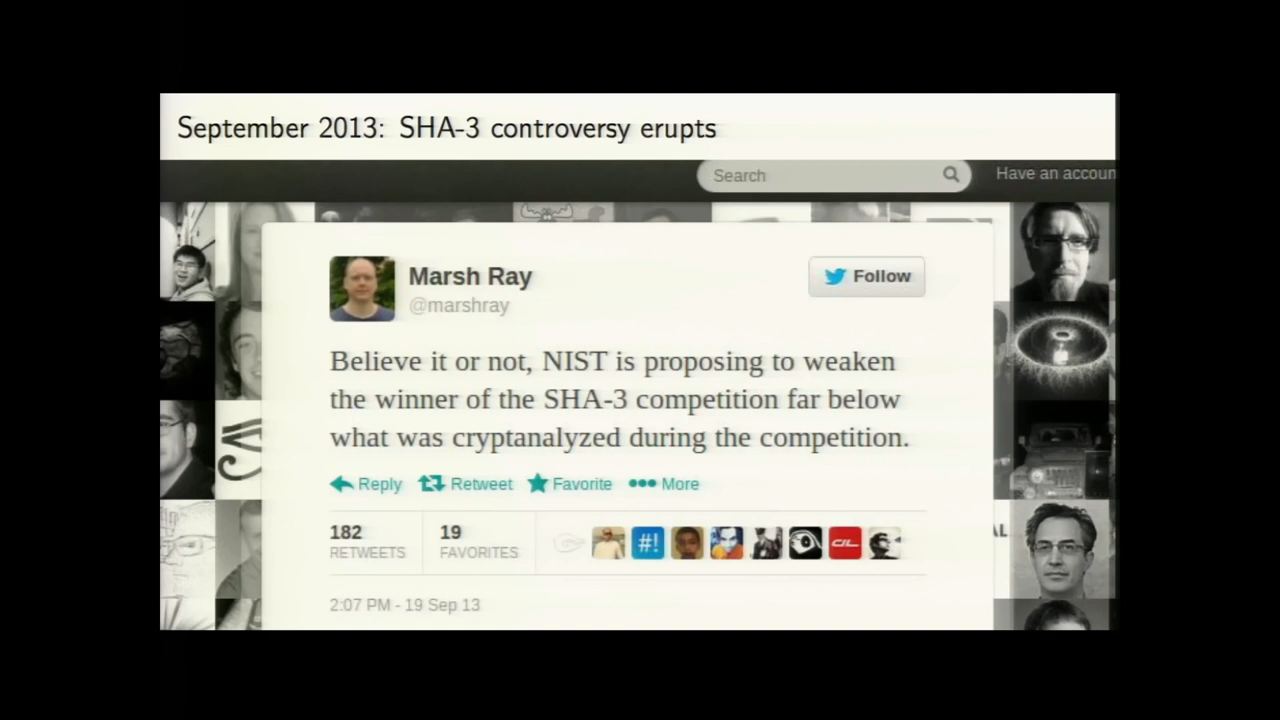 September 2013: SHA-3 controversy erupts
Search
Have an accoun
Marsh Ray
@marshray
Follow
Believe it or not, NIST is proposing to weaken
the winner of the SHA-3 competition far below
what was cryptanalyzed during the competition.
Reply Retweet Favorite More
182 19
RETWEETS FAVORITES
#!
C/L
2:07 PM - 19 Sep 13